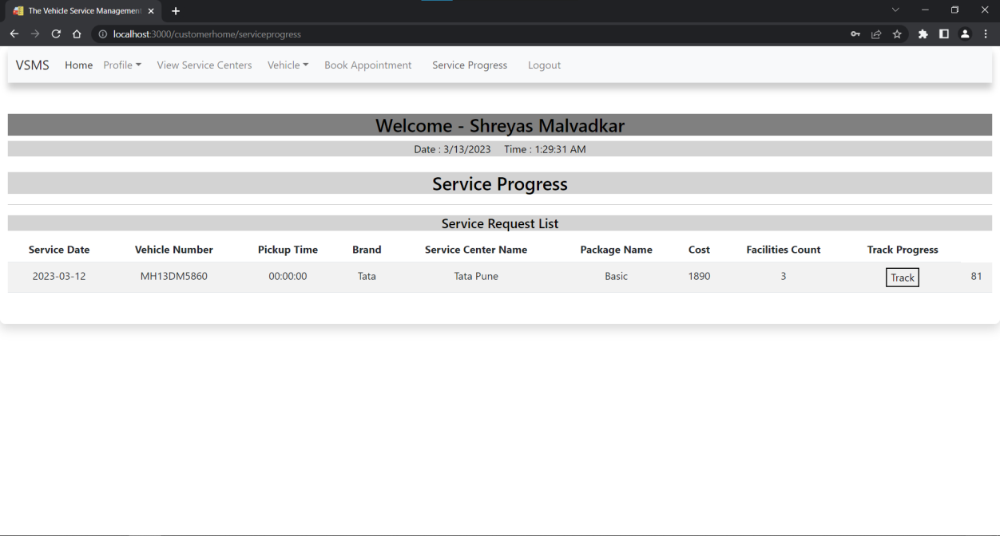 The Vehicle Service Management
localhost:3000/customerhome/serviceprogress
VSMS Home Profile View Service Centers Vehicle Book Appointment Service Progress Logout
Welcome - Shreyas Malvadkar
Date : 3/13/2023 Time : 1:29:31 AM
Service Progress
Service Request List
Service Date Vehicle Number Pickup Time Brand Service Center Name Package Name Cost Facilities Count Track Progress
2023-03-12 MH13DM5860 00:00:00 Tata Tata Pune Basic 1890 3 Track 81